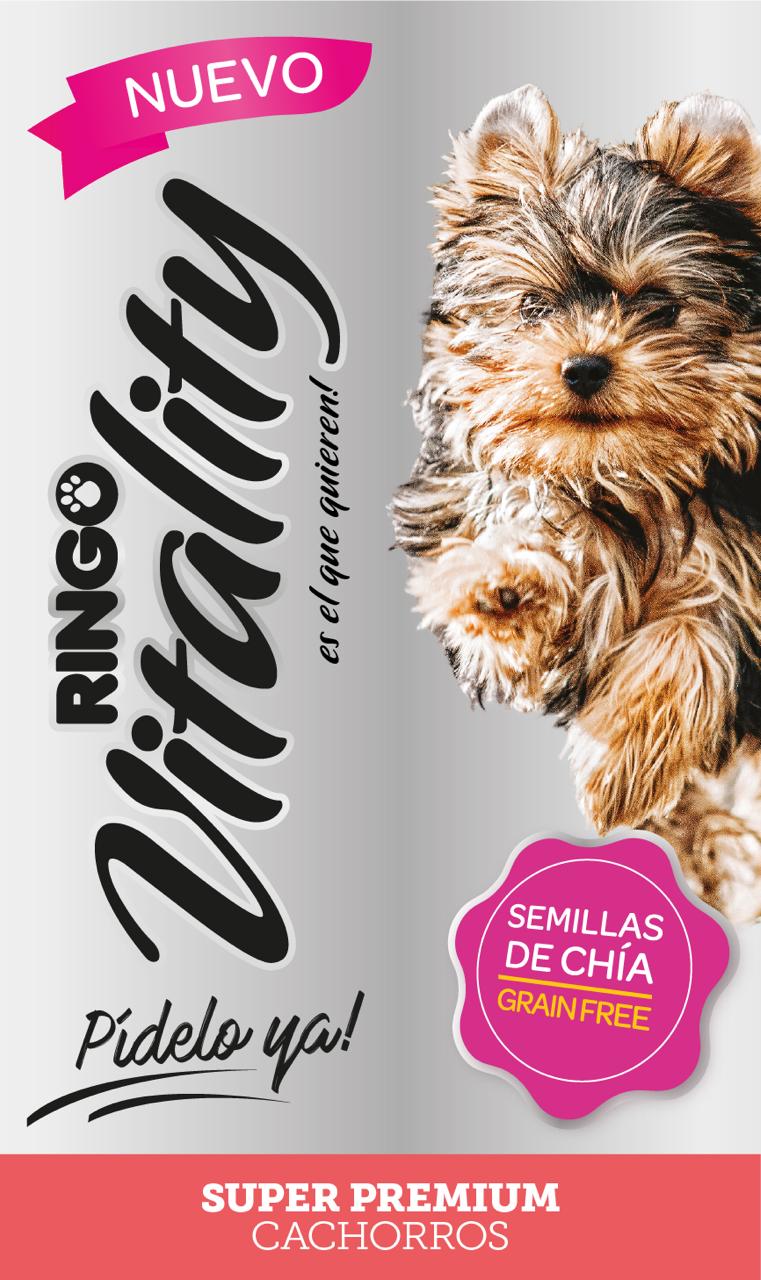 NUEVO
RINGO
Vitality
es el que quieren!
Pídelo ya!
SEMILLAS
DE CHÍA
GRAIN FREE
SUPER PREMIUM
CACHORROS